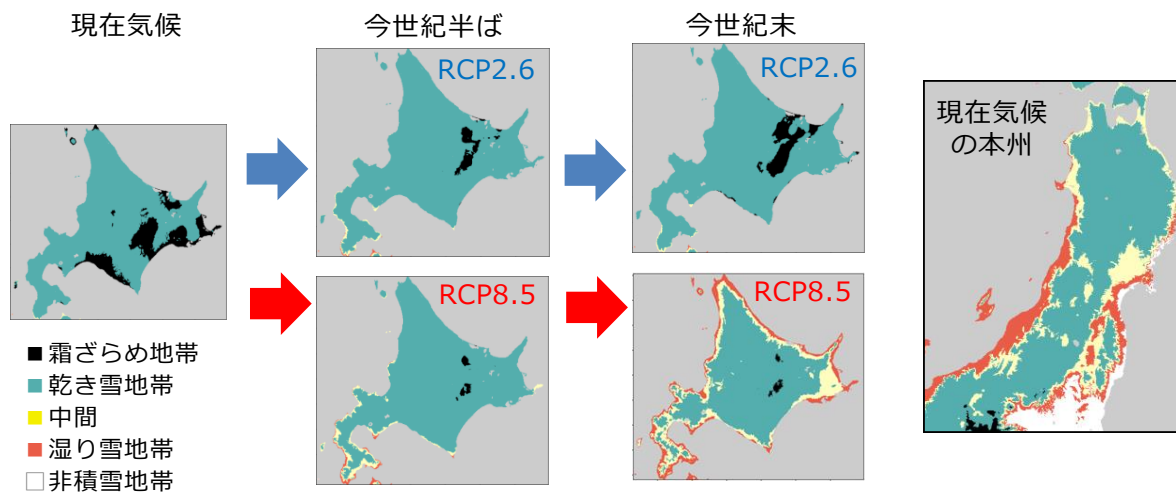 現在気候
今世紀半ば
今世紀末
RCP2.6
RCP2.6
現在気候
の本州
RCP8.5
RCP8.5
霜ざらめ地帯
乾き雪地帯
中間
湿り雪地帯
非積雪地帯